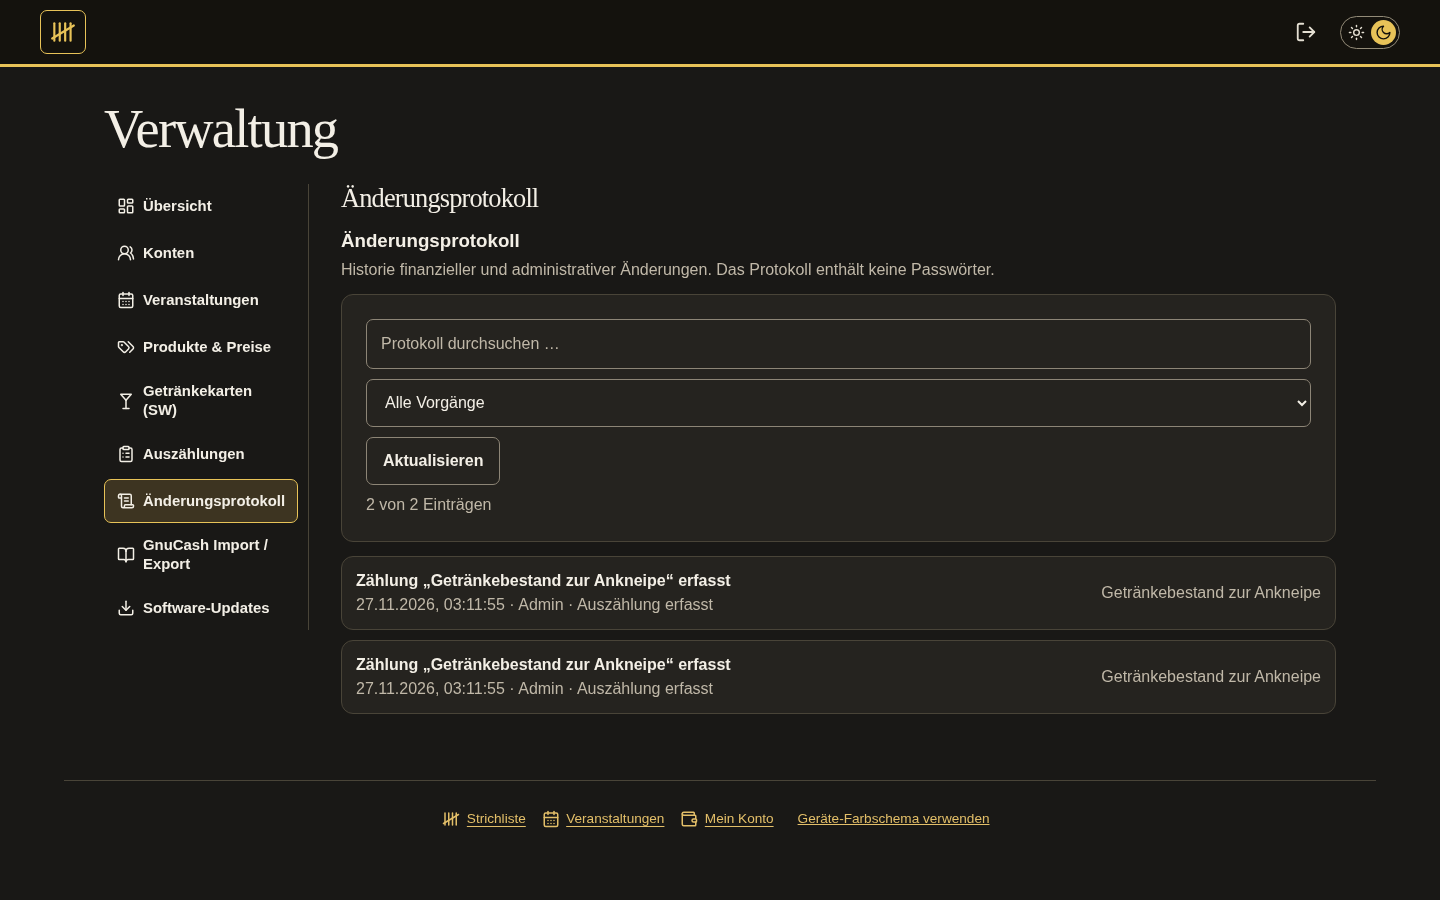 Verwaltung
Übersicht
Konten
Veranstaltungen
Produkte & Preise
Getränkekarten
(SW)
Auszählungen
Änderungsprotokoll
GnuCash Import /
Export
Software-Updates
Änderungsprotokoll
Änderungsprotokoll
Historie finanzieller und administrativer Änderungen. Das Protokoll enthält keine Passwörter.
Protokoll durchsuchen …
Alle Vorgänge
Aktualisieren
2 von 2 Einträgen
Zählung „Getränkebestand zur Ankneipe“ erfasst
27.11.2026, 03:11:55 · Admin · Auszählung erfasst
Getränkebestand zur Ankneipe
Zählung „Getränkebestand zur Ankneipe“ erfasst
27.11.2026, 03:11:55 · Admin · Auszählung erfasst
Getränkebestand zur Ankneipe
Strichliste
Veranstaltungen
Mein Konto
Geräte-Farbschema verwenden